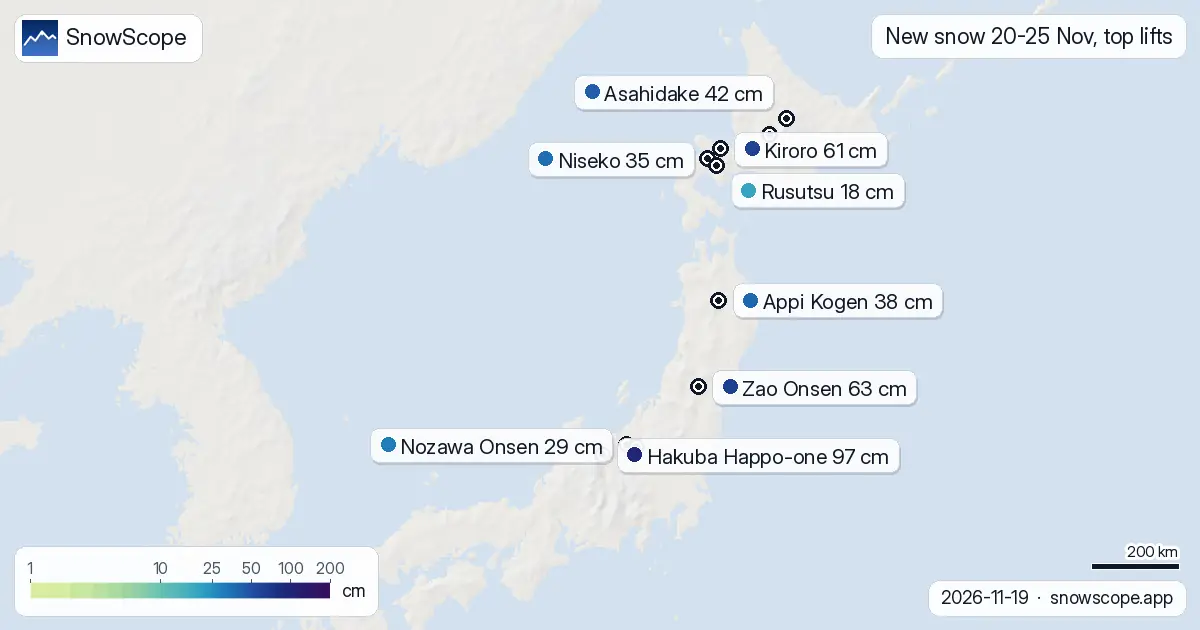 SnowScope
New snow 20-25 Nov, top lifts
Asahidake 42 cm
Niseko 35 cm
Kiroro 61 cm
Rusutsu 18 cm
Appi Kogen 38 cm
Zao Onsen 63 cm
Nozawa Onsen 29 cm
Hakuba Happo-one 97 cm
1 10 25 50 100 200
cm
200 km
2026-11-19 · snowscope.app